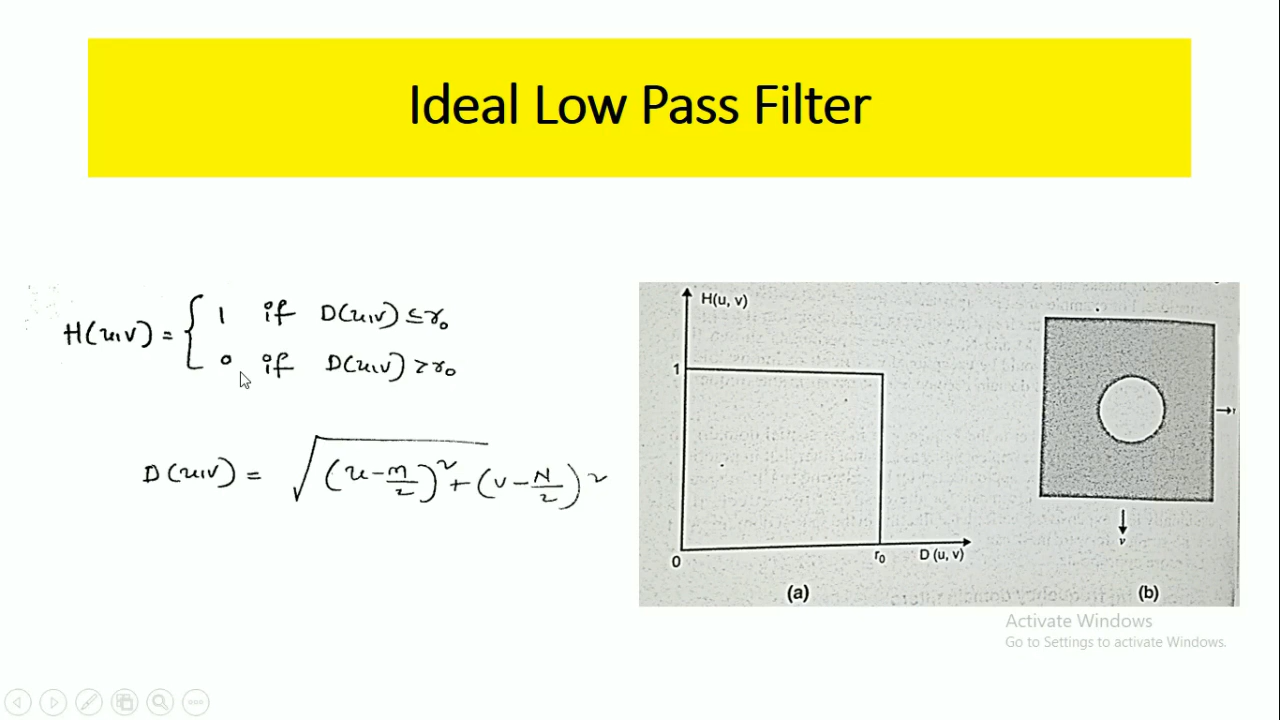 Ideal Low Pass Filter
H(u,v) = { 1 if D(u,v) ≤ r₀
0 if D(u,v) > r₀
D(u,v) = √(u-m/2)² + (v-N/2)²
H(u, v)
1
0
r₀
D (u, v)
(a)
v
(b)
Activate Windows
Go to Settings to activate Windows.